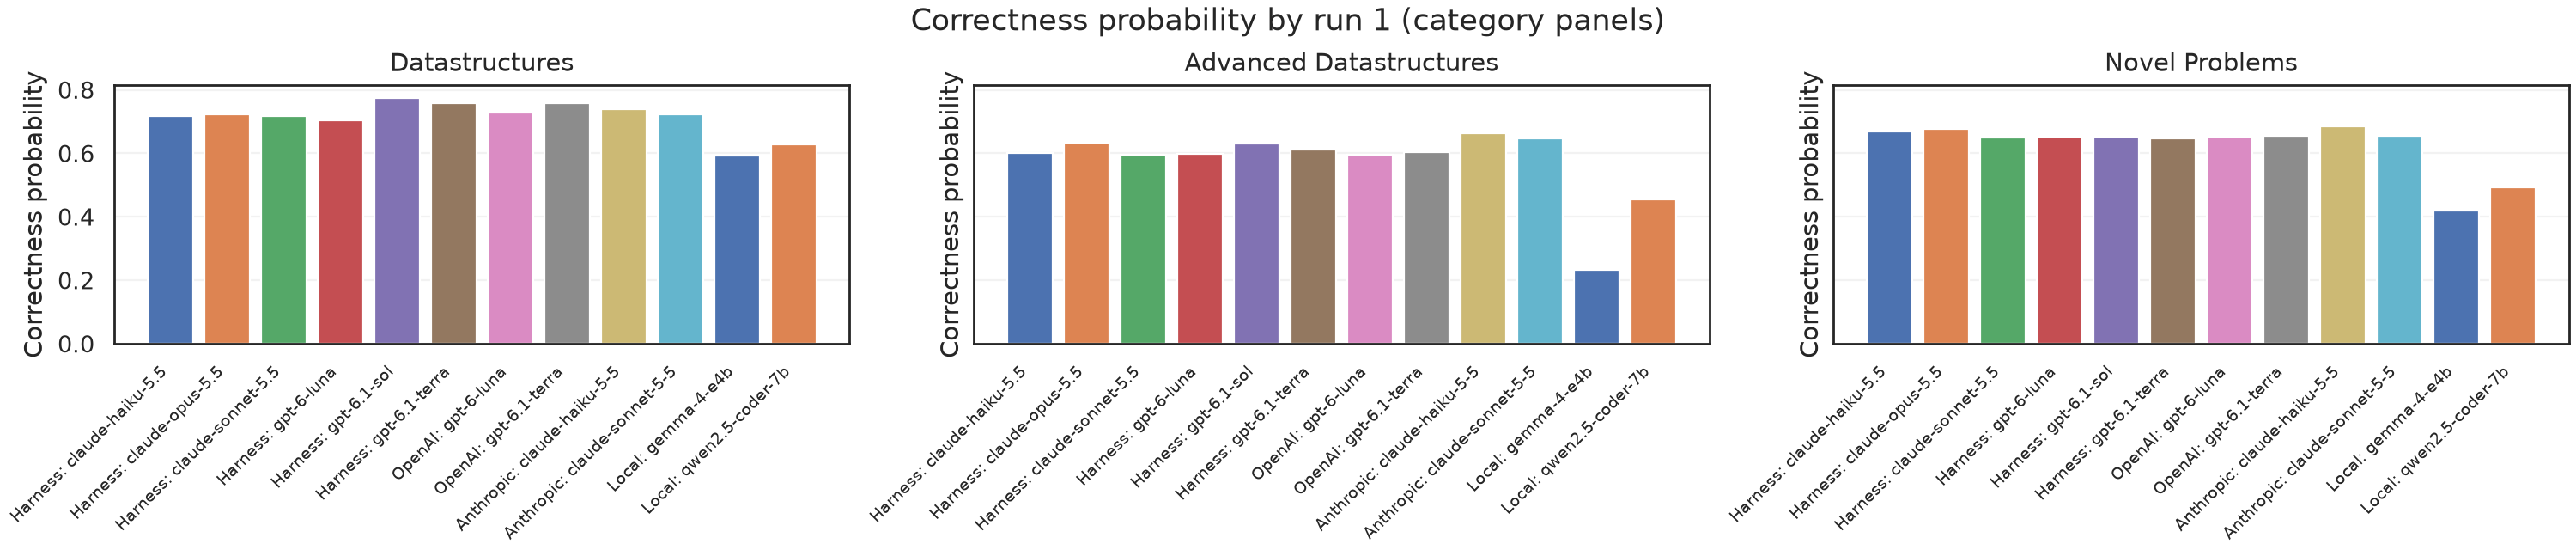 Correctness probability by run 1 (category panels)
Datastructures
Correctness probability
0.8
0.6
0.4
0.2
0.0
Harness: claude-haiku-5.5
Harness: claude-opus-5.5
Harness: claude-sonnet-5.5
Harness: gpt-6-luna
Harness: gpt-6.1-sol
Harness: gpt-6.1-terra
OpenAI: gpt-6-luna
OpenAI: gpt-6.1-terra
Anthropic: claude-haiku-5-5
Anthropic: claude-sonnet-5-5
Local: gemma-4-e4b
Local: qwen2.5-coder-7b
Advanced Datastructures
Correctness probability
Harness: claude-haiku-5.5
Harness: claude-opus-5.5
Harness: claude-sonnet-5.5
Harness: gpt-6-luna
Harness: gpt-6.1-sol
Harness: gpt-6.1-terra
OpenAI: gpt-6-luna
OpenAI: gpt-6.1-terra
Anthropic: claude-haiku-5-5
Anthropic: claude-sonnet-5-5
Local: gemma-4-e4b
Local: qwen2.5-coder-7b
Novel Problems
Correctness probability
Harness: claude-haiku-5.5
Harness: claude-opus-5.5
Harness: claude-sonnet-5.5
Harness: gpt-6-luna
Harness: gpt-6.1-sol
Harness: gpt-6.1-terra
OpenAI: gpt-6-luna
OpenAI: gpt-6.1-terra
Anthropic: claude-haiku-5-5
Anthropic: claude-sonnet-5-5
Local: gemma-4-e4b
Local: qwen2.5-coder-7b